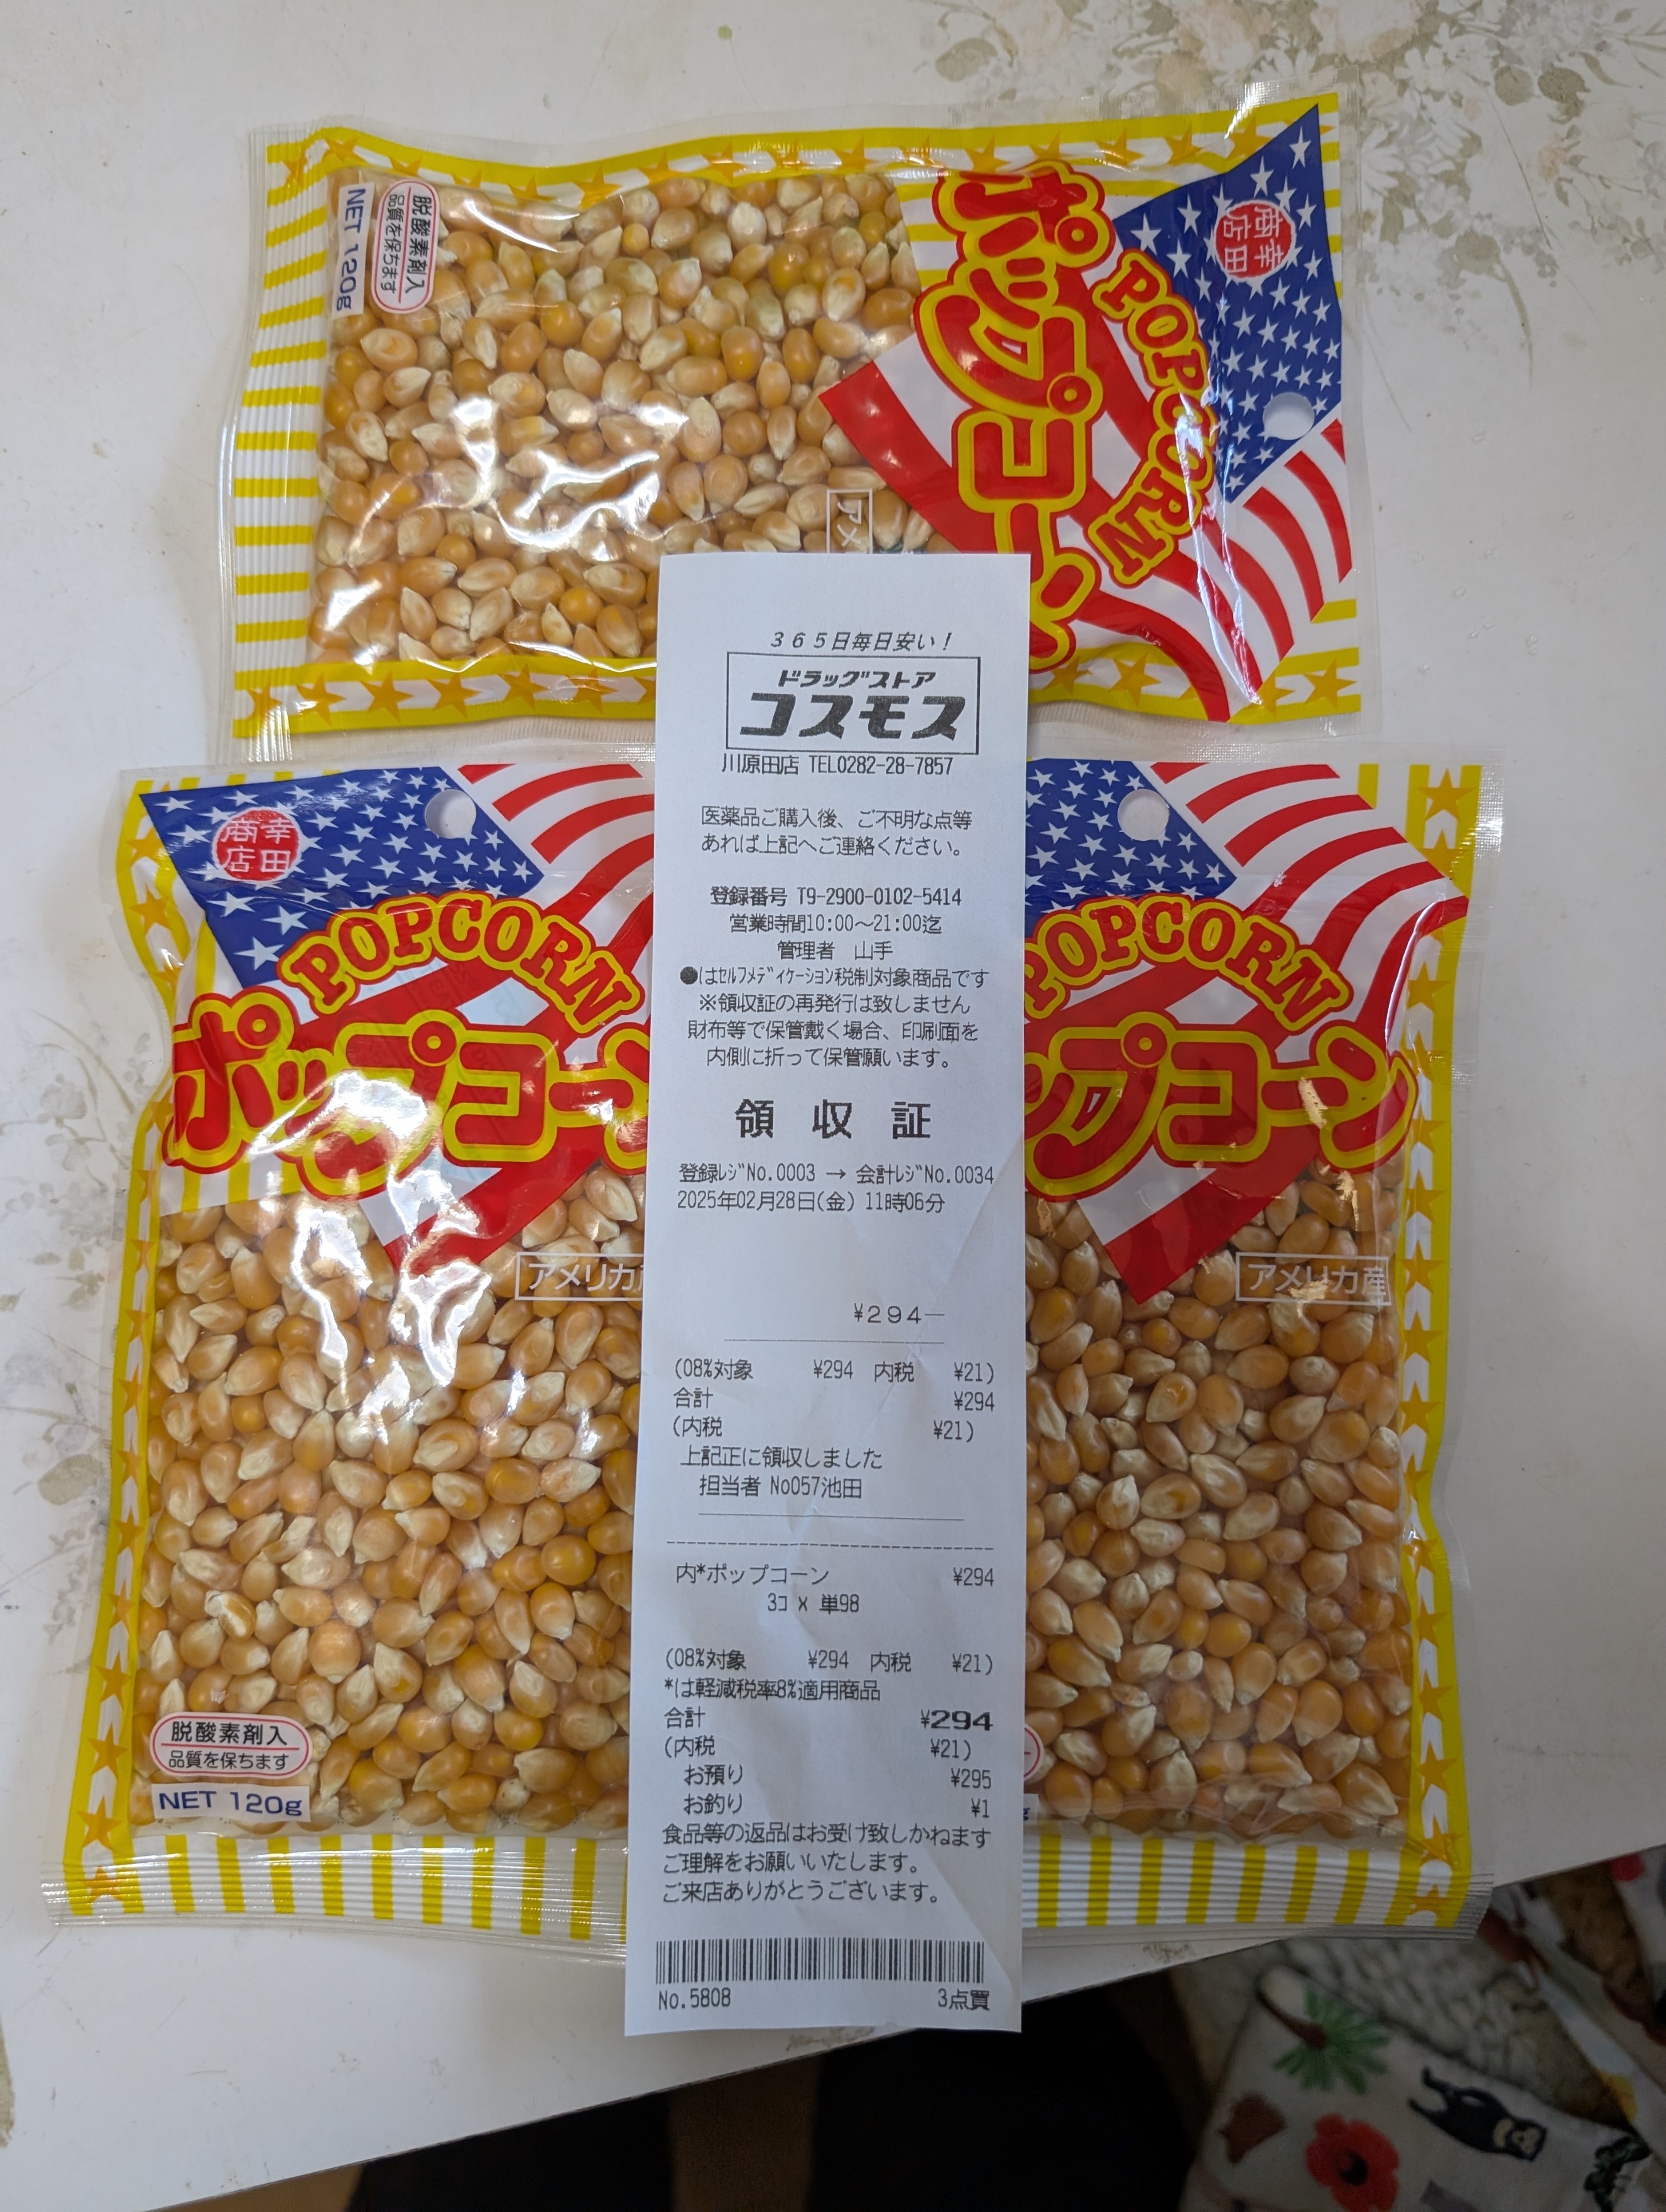 幸田
商店
POPCORN
ポップコーン
脱酸素剤入
品質を保ちます
NET 120g
アメ
365日毎日安い!
ドラッグストア
コスモス
川原田店 TEL0282-28-7857
医薬品ご購入後、ご不明な点等
あれば上記へご連絡ください。
登録番号 T9-2900-0102-5414
営業時間10:00〜21:00迄
管理者 山手
●はセルフメディケーション税制対象商品です
※領収証の再発行は致しません
財布等で保管戴く場合、印刷面を
内側に折って保管願います。
領 収 証
登録レジNo.0003 → 会計レジNo.0034
2025年02月28日(金) 11時06分
¥294—
(08%対象 ¥294 内税 ¥21)
合計 ¥294
(内税 ¥21)
上記正に領収しました
担当者 No057池田
内*ポップコーン ¥294
3コ X 単98
(08%対象 ¥294 内税 ¥21)
*は軽減税率8%適用商品
合計 ¥294
(内税 ¥21)
お預り ¥295
お釣り ¥1
食品等の返品はお受け致しかねます
ご理解をお願いいたします。
ご来店ありがとうございます。
No.5808 3点買
幸田
商店
POPCORN
ポップコーン
アメリカ
脱酸素剤入
品質を保ちます
NET 120g
POPCORN
ップコーン
アメリカ産